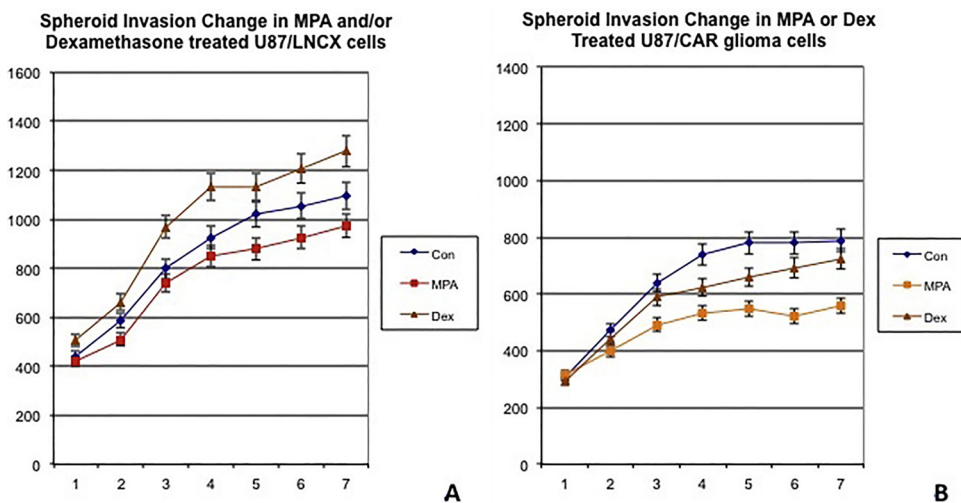 Spheroid Invasion Change in MPA and/or
Dexamethasone treated U87/LNCX cells
1600
1400
1200
1000
800
600
400
200
0
1 2 3 4 5 6 7
Con
MPA
Dex
A
Spheroid Invasion Change in MPA or Dex
Treated U87/CAR glioma cells
1400
1200
1000
800
600
400
200
0
1 2 3 4 5 6 7
Con
MPA
Dex
B